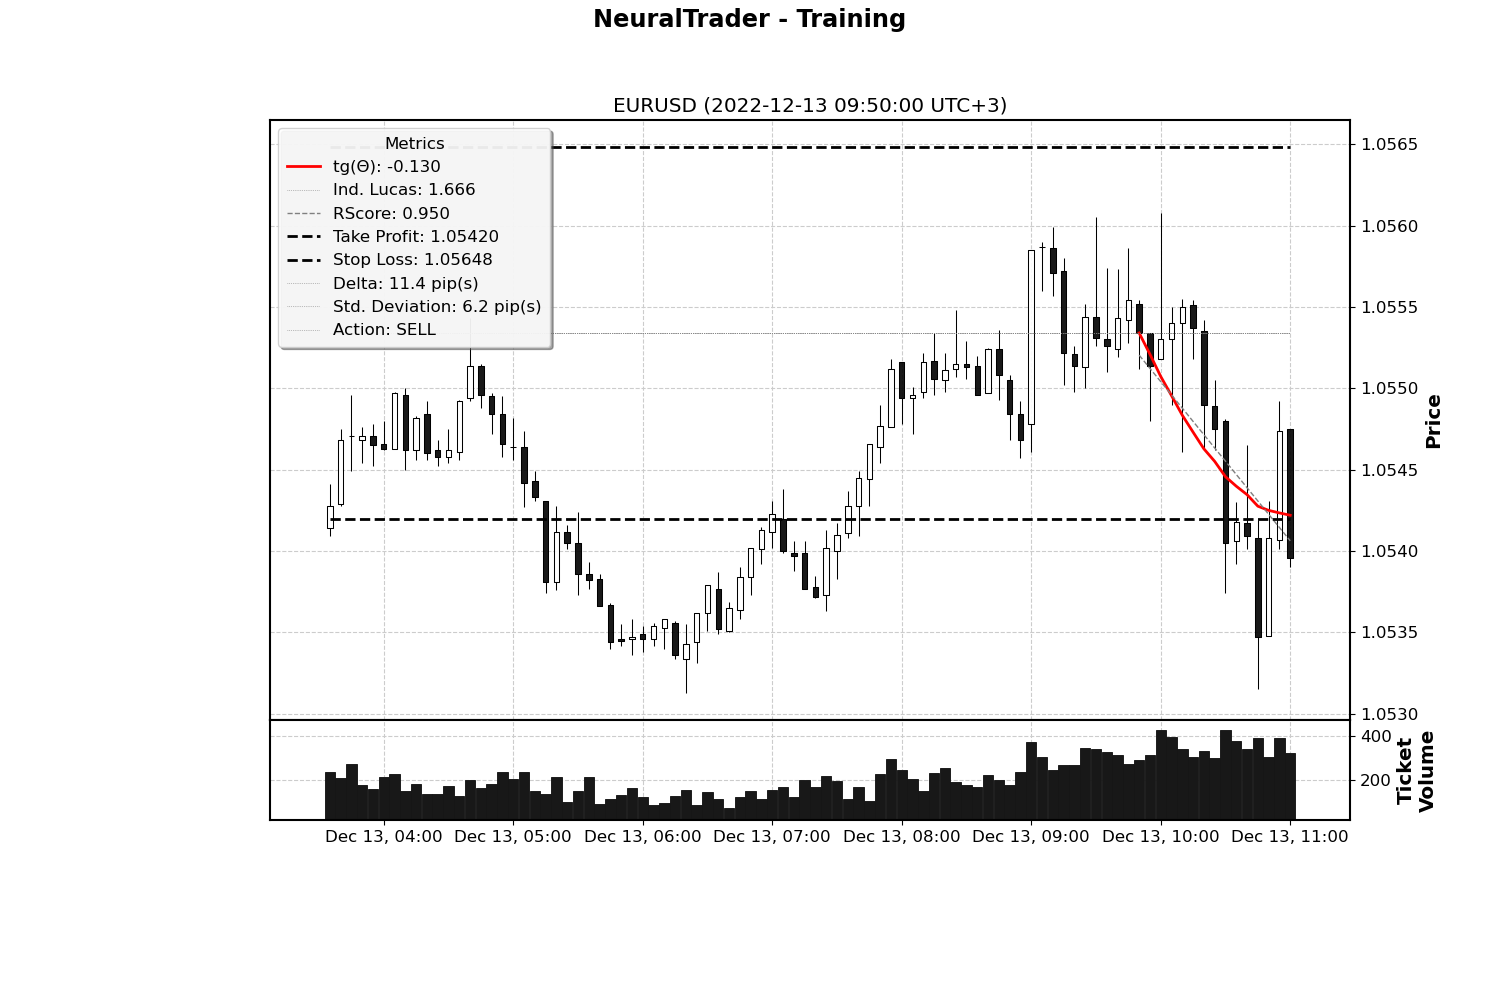 NeuralTrader - Training
EURUSD (2022-12-13 09:50:00 UTC+3)
Metrics
tg(Θ): -0.130
Ind. Lucas: 1.666
RScore: 0.950
Take Profit: 1.05420
Stop Loss: 1.05648
Delta: 11.4 pip(s)
Std. Deviation: 6.2 pip(s)
Action: SELL
1.0565
1.0560
1.0555
1.0550
1.0545
1.0540
1.0535
1.0530
Price
400
200
Ticket
Volume
Dec 13, 04:00 Dec 13, 05:00 Dec 13, 06:00 Dec 13, 07:00 Dec 13, 08:00 Dec 13, 09:00 Dec 13, 10:00 Dec 13, 11:00